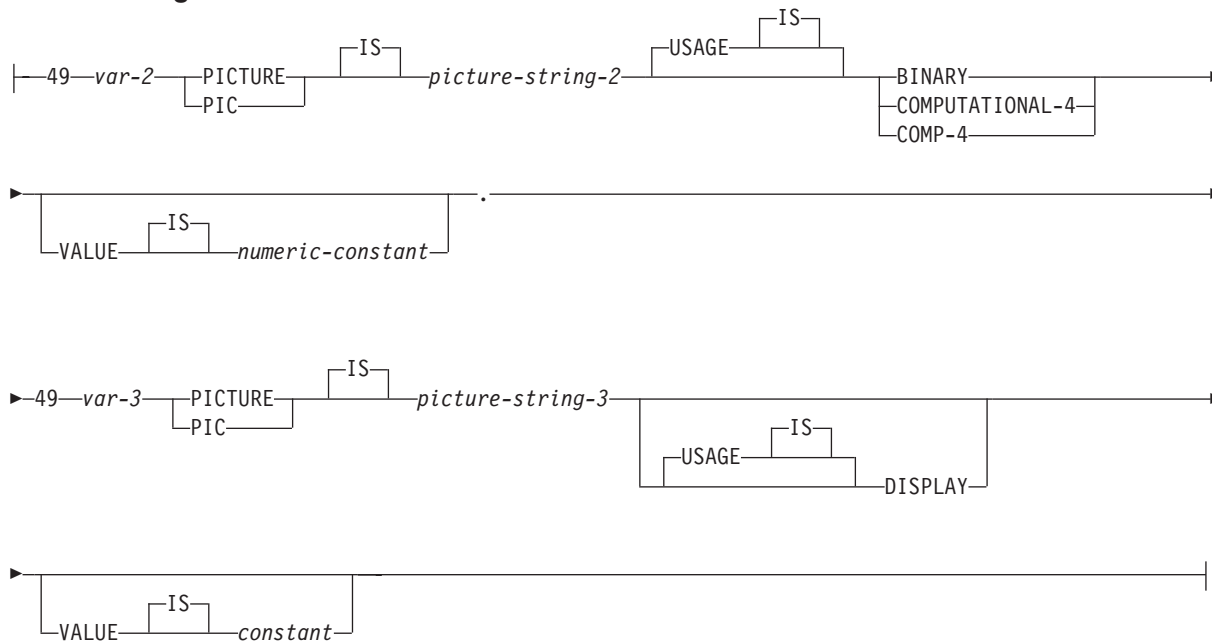 IS IS
USAGE
49 var-2 PICTURE picture-string-2 BINARY
PIC COMPUTATIONAL-4
COMP-4
.
IS
VALUE numeric-constant
IS
49 var-3 PICTURE picture-string-3
PIC IS
USAGE
DISPLAY
IS
VALUE constant